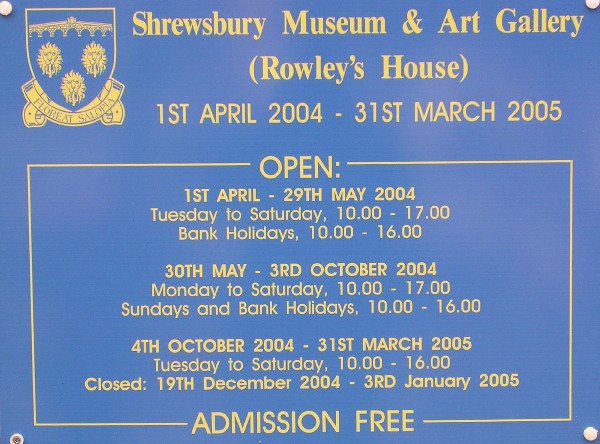 FLOREAT SALOPIA
Shrewsbury Museum & Art Gallery
(Rowley's House)
1ST APRIL 2004 - 31ST MARCH 2005
OPEN:
1ST APRIL - 29TH MAY 2004
Tuesday to Saturday, 10.00 - 17.00
Bank Holidays, 10.00 - 16.00
30TH MAY - 3RD OCTOBER 2004
Monday to Saturday, 10.00 - 17.00
Sundays and Bank Holidays, 10.00 - 16.00
4TH OCTOBER 2004 - 31ST MARCH 2005
Tuesday to Saturday, 10.00 - 16.00
Closed: 19TH December 2004 - 3RD January 2005
ADMISSION FREE